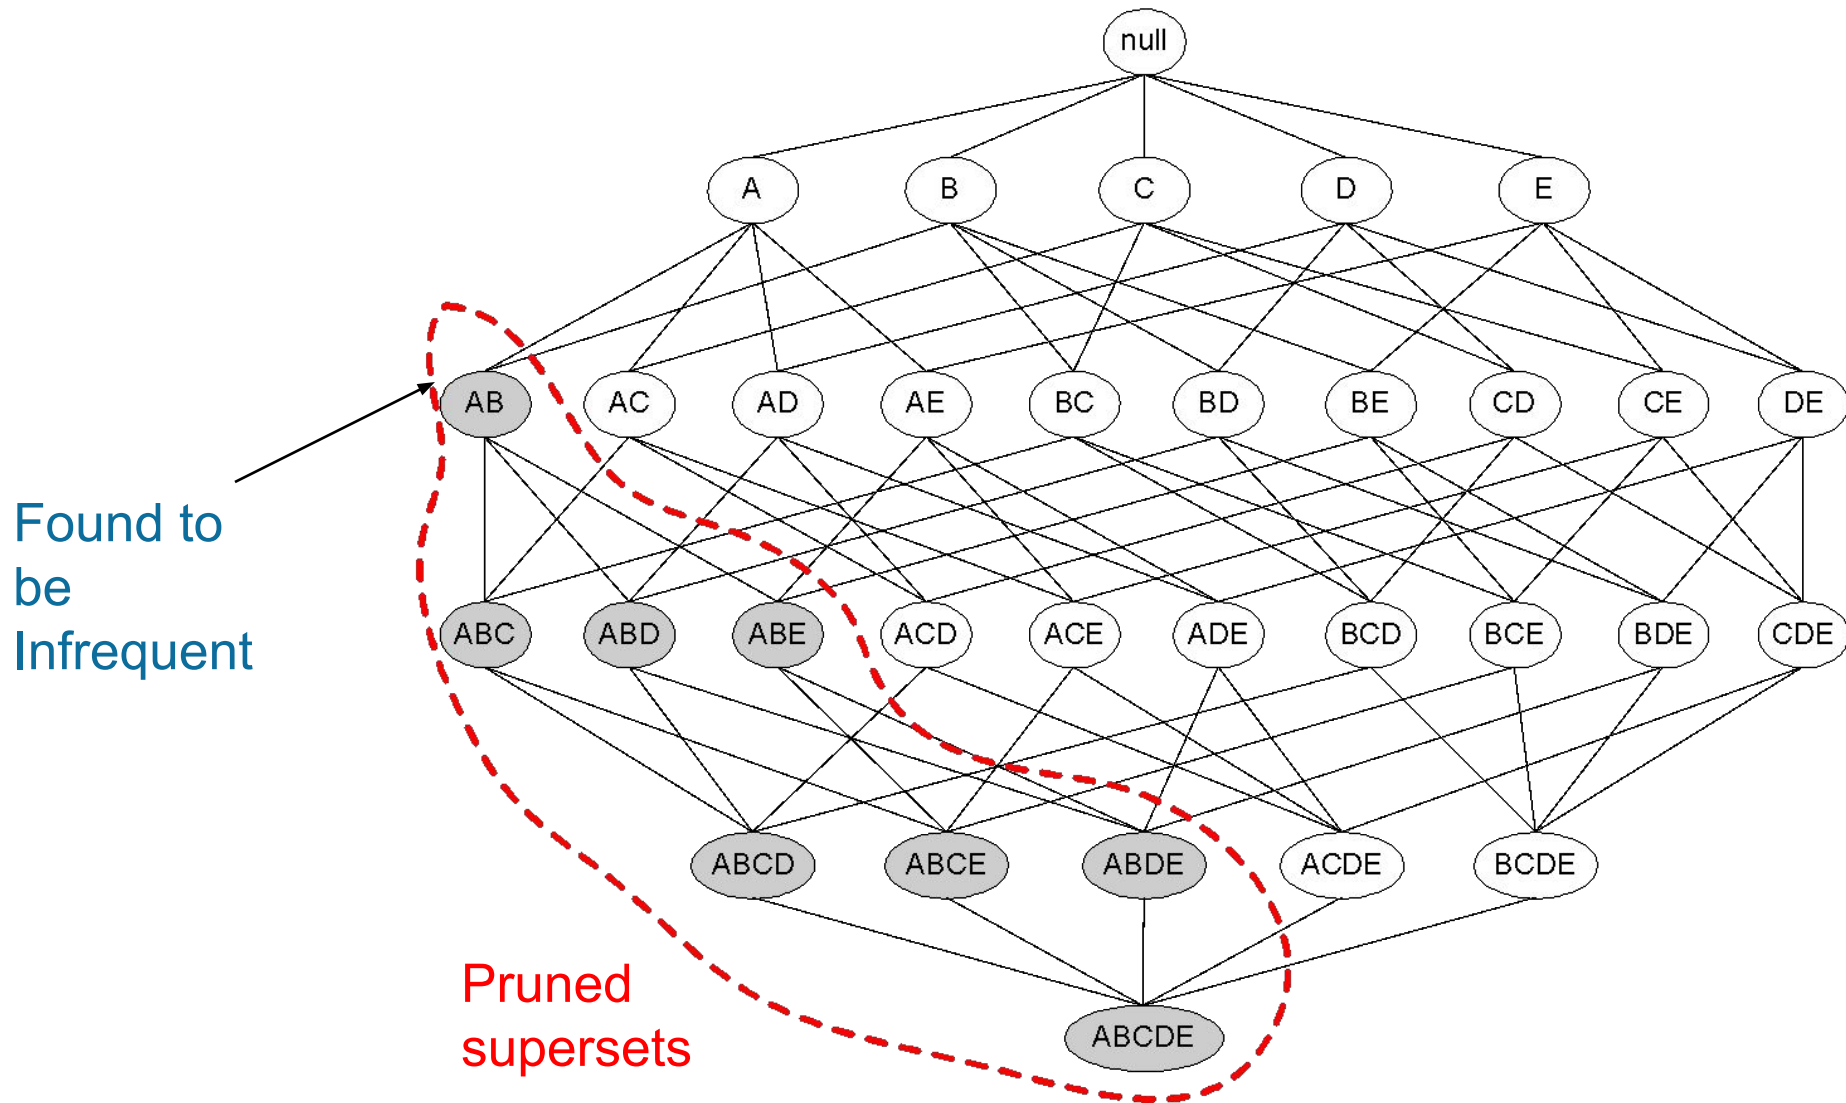 null
A B C D E
AB AC AD AE BC BD BE CD CE DE
Found to
be
Infrequent
ABC ABD ABE ACD ACE ADE BCD BCE BDE CDE
ABCD ABCE ABDE ACDE BCDE
Pruned
supersets
ABCDE